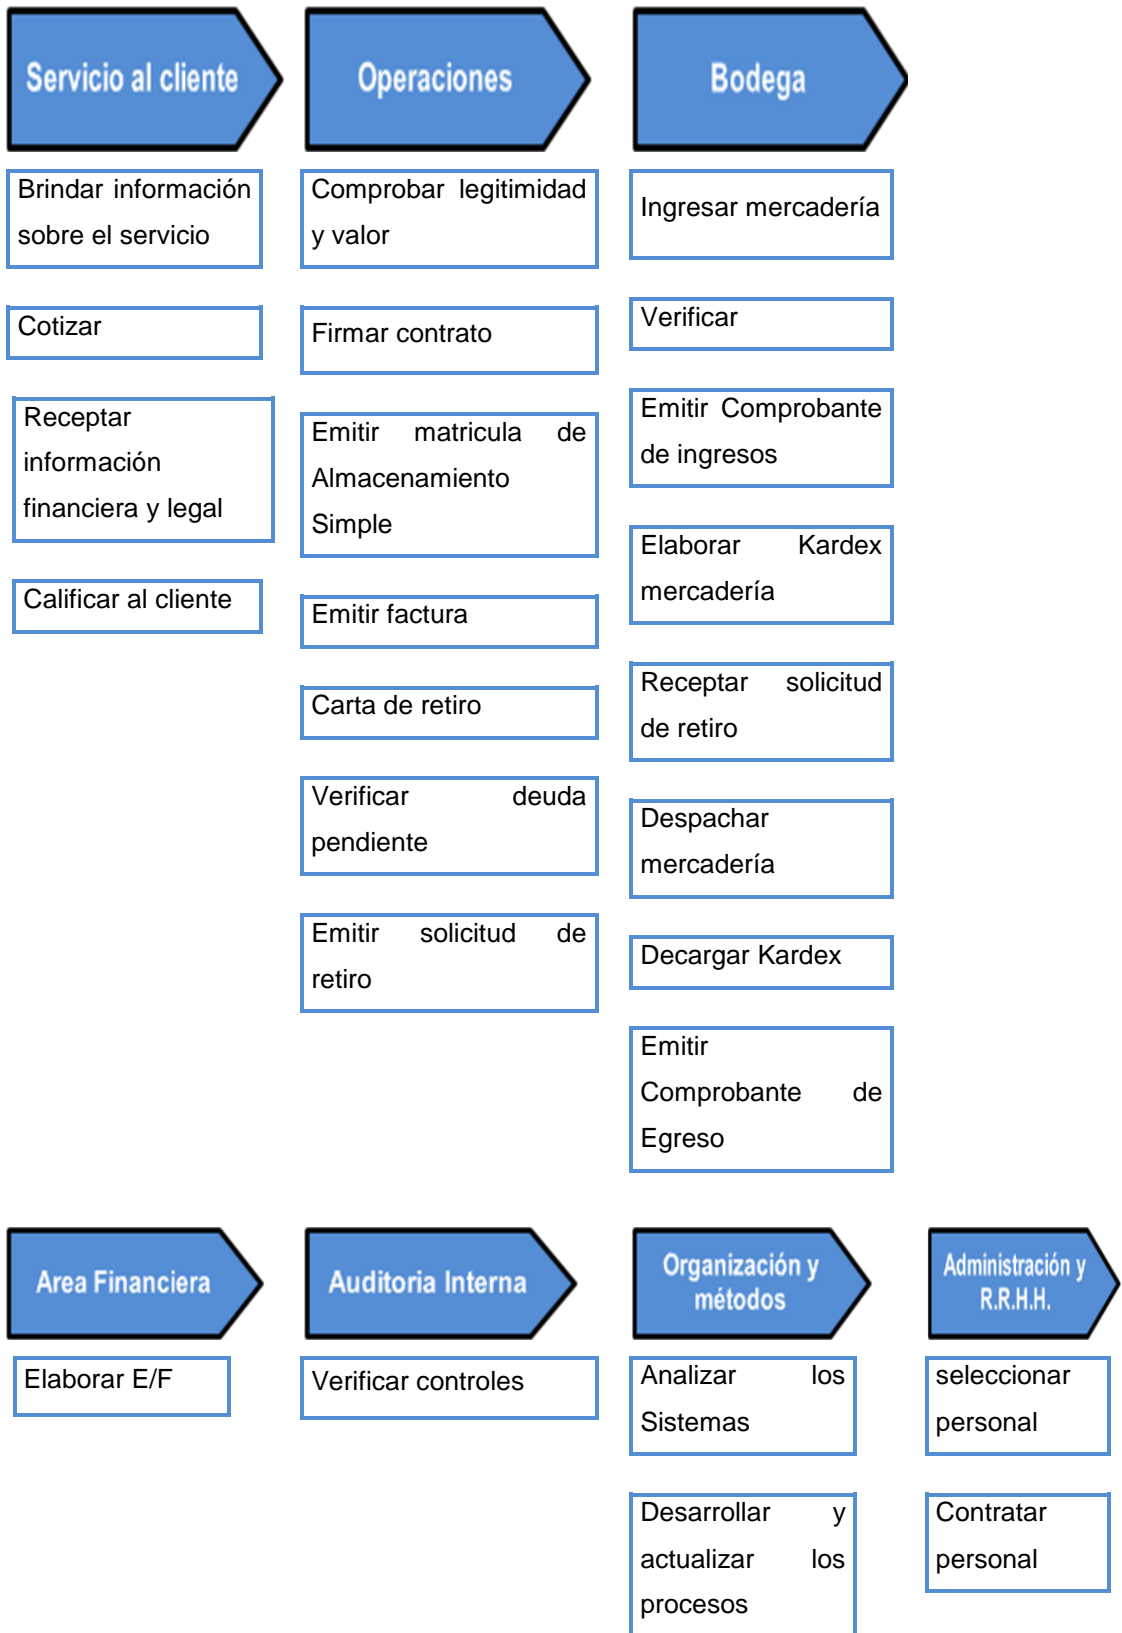 Servicio al cliente
Brindar información
sobre el servicio
Cotizar
Receptar
información
financiera y legal
Calificar al cliente
Operaciones
Comprobar legitimidad
y valor
Firmar contrato
Emitir matricula de
Almacenamiento
Simple
Emitir factura
Carta de retiro
Verificar deuda
pendiente
Emitir solicitud de
retiro
Bodega
Ingresar mercadería
Verificar
Emitir Comprobante
de ingresos
Elaborar Kardex
mercadería
Receptar solicitud
de retiro
Despachar
mercadería
Decargar Kardex
Emitir
Comprobante de
Egreso
Area Financiera
Elaborar E/F
Auditoria Interna
Verificar controles
Organización y
métodos
Analizar los
Sistemas
Desarrollar y
actualizar los
procesos
Administración y
R.R.H.H.
seleccionar
personal
Contratar
personal